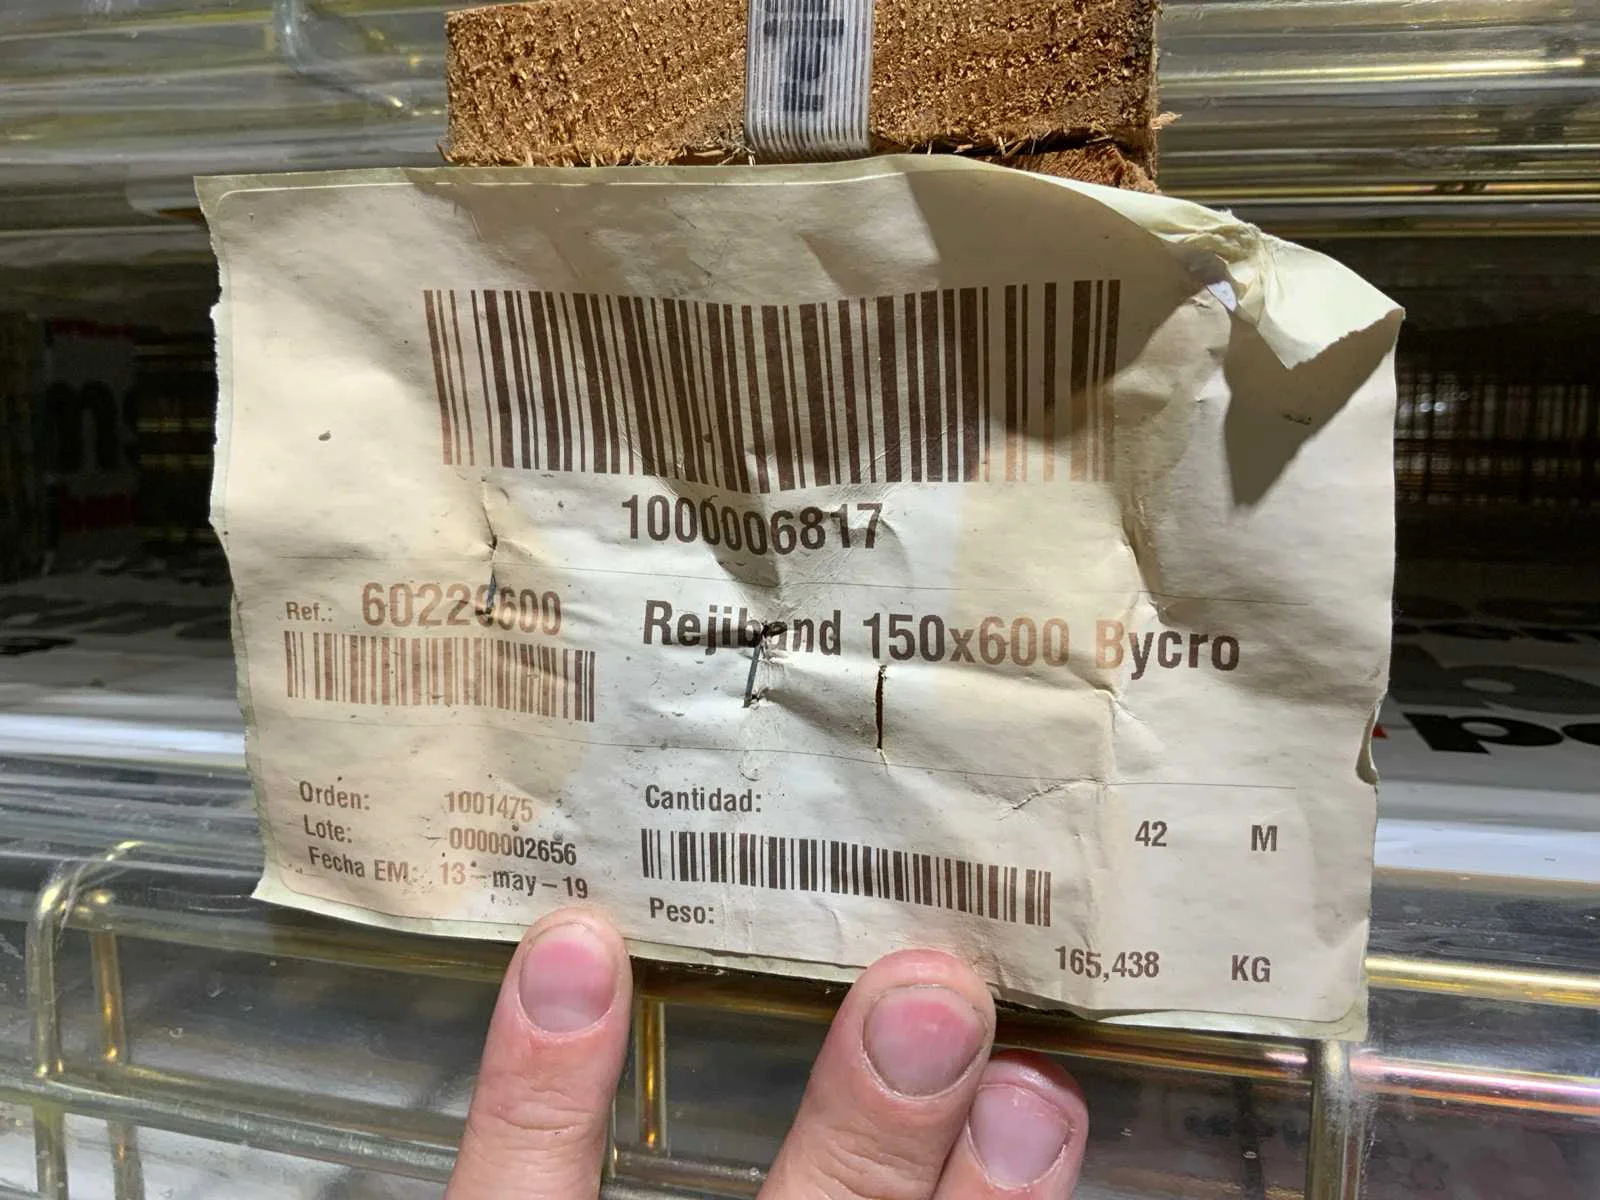 1000006817
Ref.: 60229600
Rejiband 150x600 Bycro
Orden: 1001475
Lote: 0000002656
Fecha EM: 13-may-19
Cantidad:
42 M
Peso:
165,438 KG